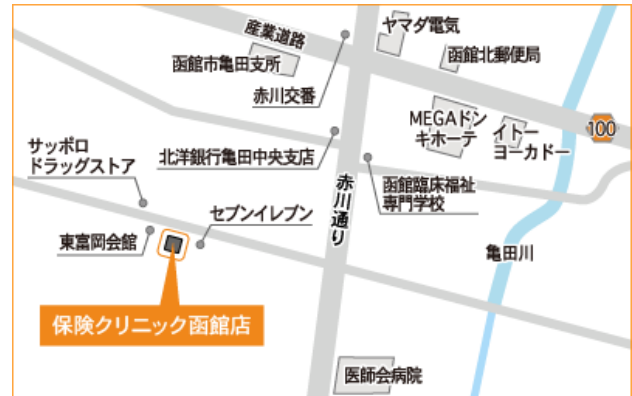 産業道路
ヤマダ電気
函館市亀田支所
函館北郵便局
赤川交番
MEGAドン
キホーテ
イトー
ヨーカドー
100
サッポロ
ドラッグストア
北洋銀行亀田中央支店
函館臨床福祉
専門学校
赤川通り
セブンイレブン
東富岡会館
亀田川
保険クリニック函館店
医師会病院